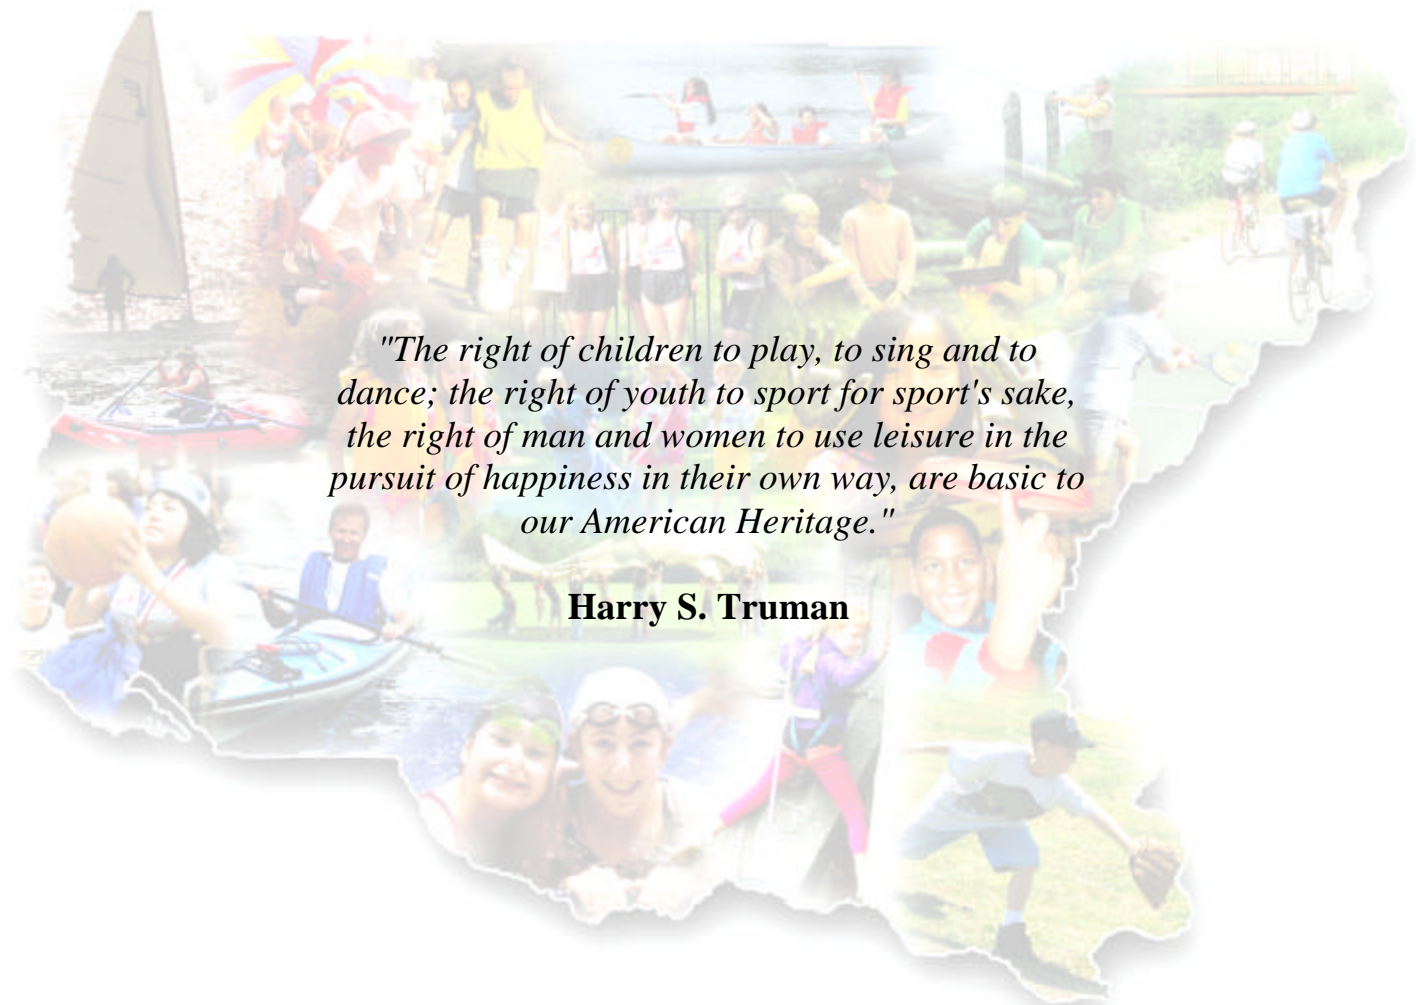 "The right of children to play, to sing and to
dance; the right of youth to sport for sport's sake,
the right of man and women to use leisure in the
pursuit of happiness in their own way, are basic to
our American Heritage."
Harry S. Truman